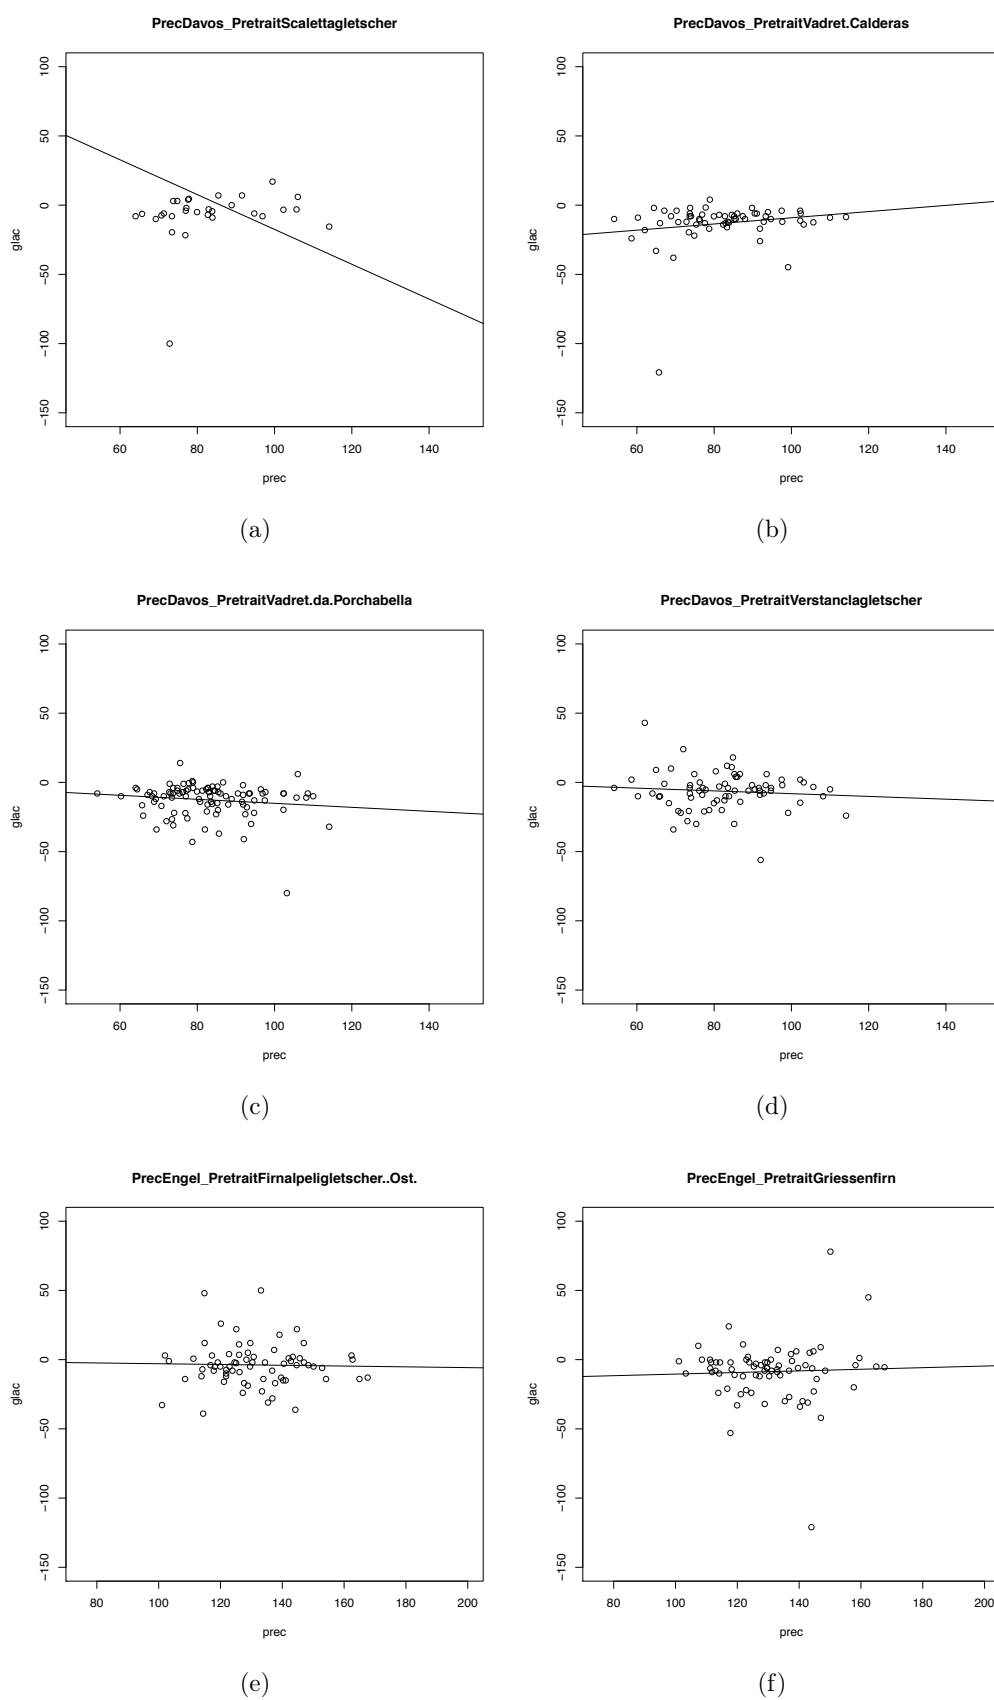 PrecDavos_PretraitScalettagletscher
PrecDavos_PretraitVadret.Calderas
100
50
0
−50
−100
−150
glac
60
80
100
120
140
prec
100
50
0
−50
−100
−150
glac
60
80
100
120
140
prec
(a)
(b)
PrecDavos_PretraitVadret.da.Porchabella
PrecDavos_PretraitVerstanclagletscher
100
50
0
−50
−100
−150
glac
60
80
100
120
140
prec
100
50
0
−50
−100
−150
glac
60
80
100
120
140
prec
(c)
(d)
PrecEngel_PretraitFirnalpeligletscher..Ost.
PrecEngel_PretraitGriessenfirn
100
50
0
−50
−100
−150
glac
80
100
120
140
160
180
200
prec
100
50
0
−50
−100
−150
glac
80
100
120
140
160
180
200
prec
(e)
(f)